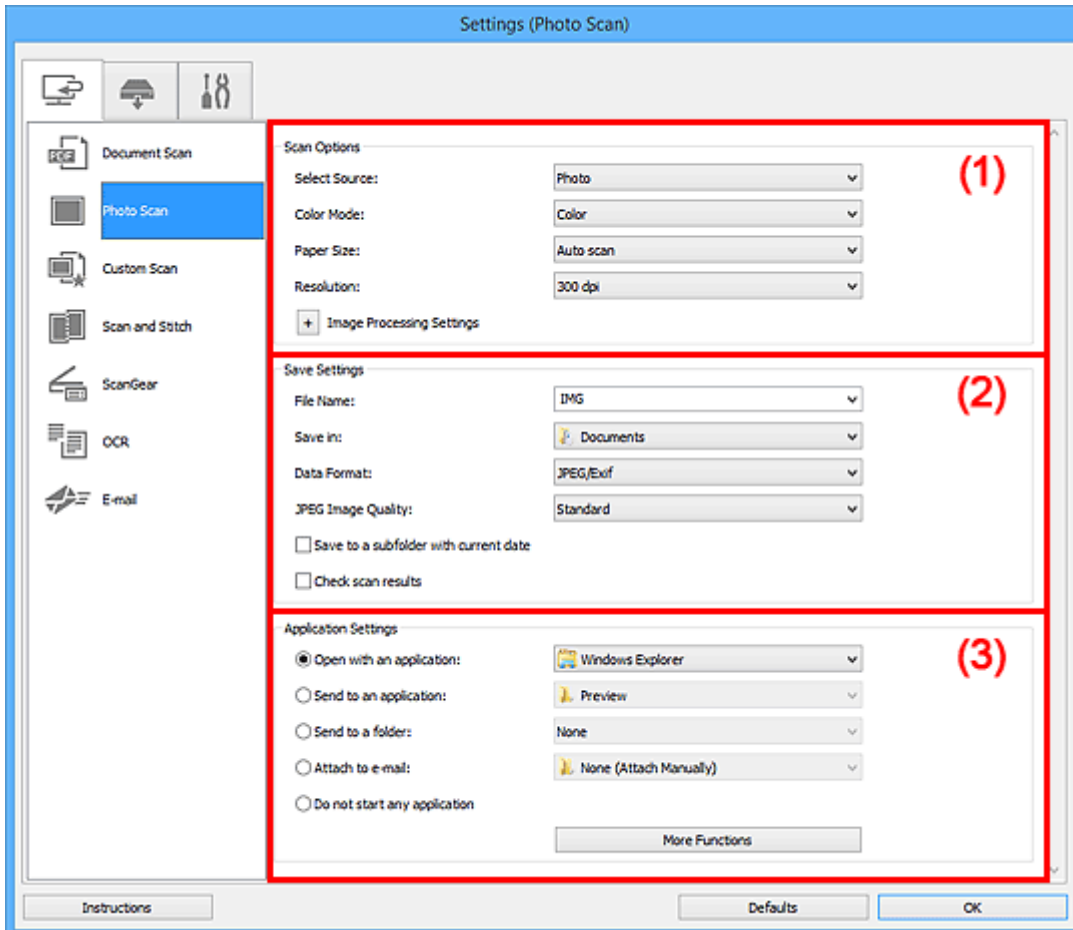 Settings (Photo Scan)
Document Scan
Photo Scan
Custom Scan
Scan and Stitch
ScanGear
OCR
E-mail
Scan Options
(1)
Select Source: Photo
Color Mode: Color
Paper Size: Auto scan
Resolution: 300 dpi
+ Image Processing Settings
Save Settings
(2)
File Name: IMG
Save in: Documents
Data Format: JPEG/Exif
JPEG Image Quality: Standard
Save to a subfolder with current date
Check scan results
Application Settings
(3)
Open with an application: Windows Explorer
Send to an application: Preview
Send to a folder: None
Attach to e-mail: None (Attach Manually)
Do not start any application
More Functions
Instructions Defaults OK